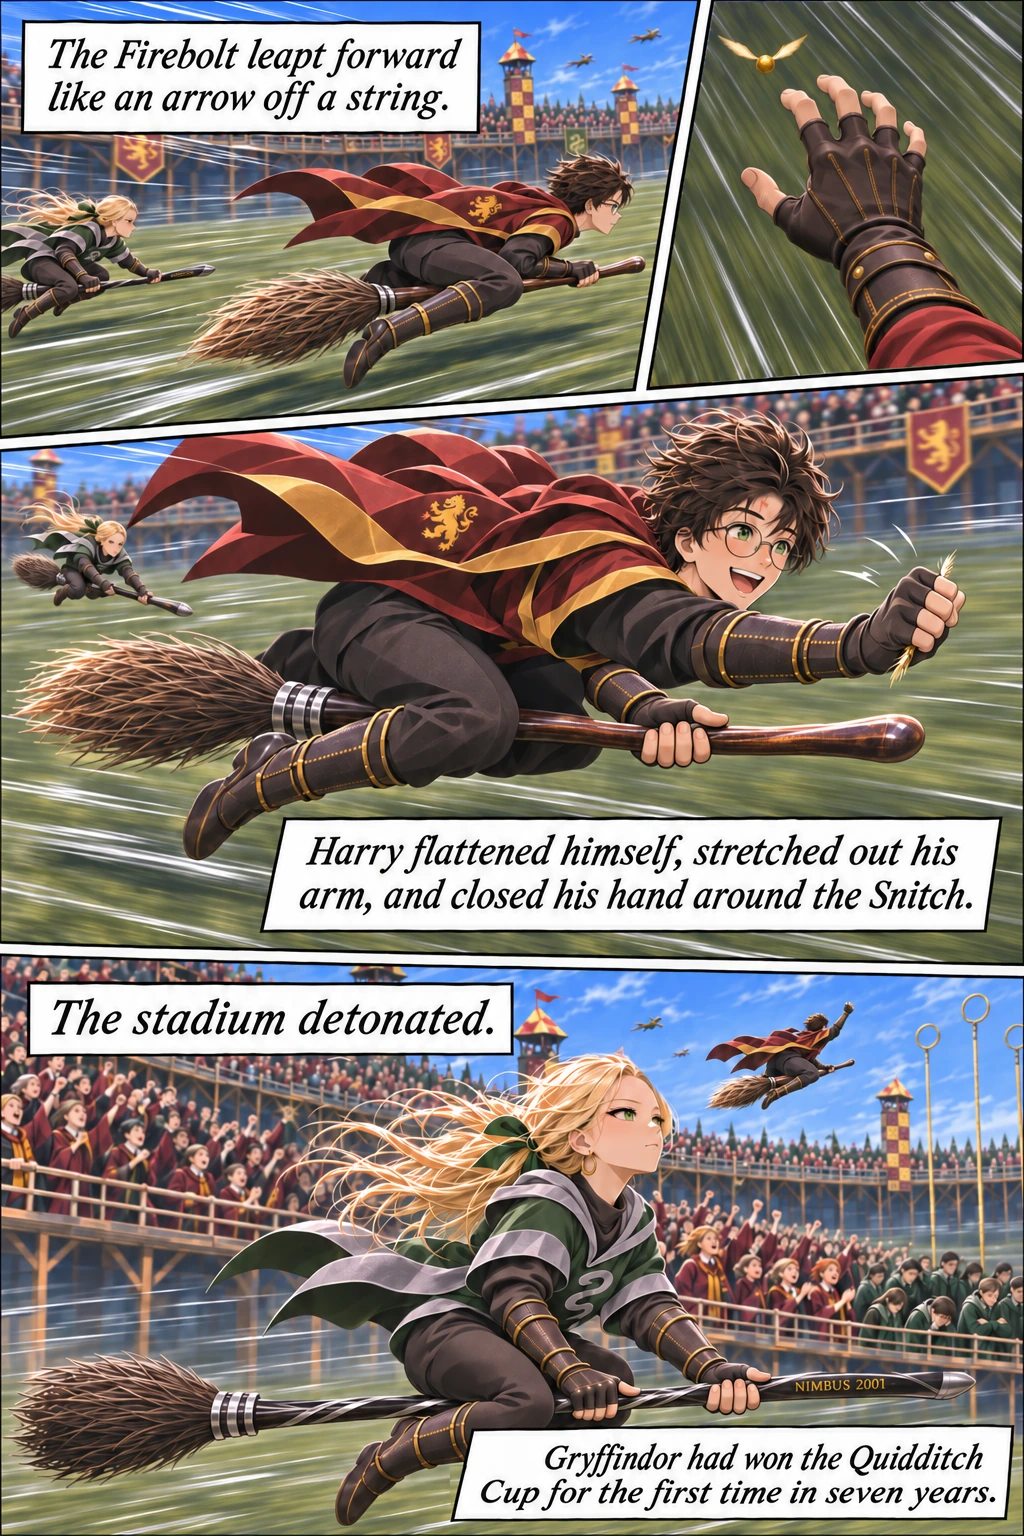 The Firebolt leapt forward
like an arrow off a string.
Harry flattened himself, stretched out his
arm, and closed his hand around the Snitch.
The stadium detonated.
NIMBUS 2001
Gryffindor had won the Quidditch
Cup for the first time in seven years.